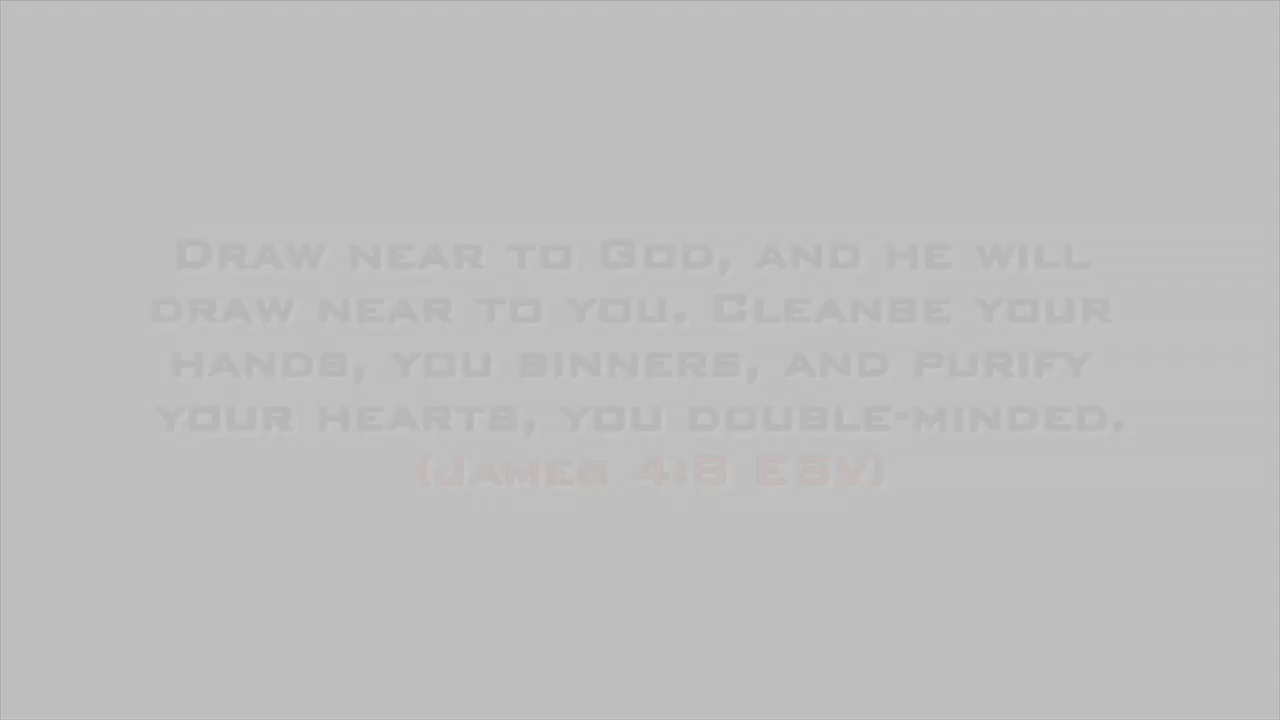 Draw near to God, and he will
draw near to you. Cleanse your
hands, you sinners, and purify
your hearts, you double-minded.
(James 4:8 ESV)